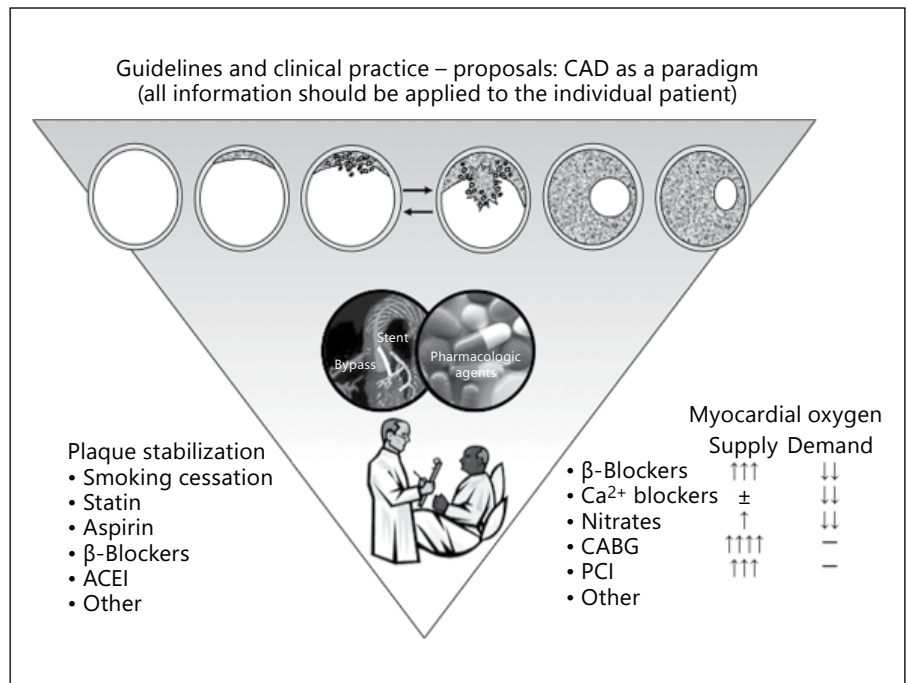 Guidelines and clinical practice – proposals: CAD as a paradigm
(all information should be applied to the individual patient)
Stent
Bypass
Pharmacologic
agents
Plaque stabilization
• Smoking cessation
• Statin
• Aspirin
• β-Blockers
• ACEI
• Other
Myocardial oxygen
Supply Demand
• β-Blockers ↑↑↑ ↓↓
• Ca²⁺ blockers ± ↓↓
• Nitrates ↑ ↓↓
• CABG ↑↑↑↑ –
• PCI ↑↑↑ –
• Other